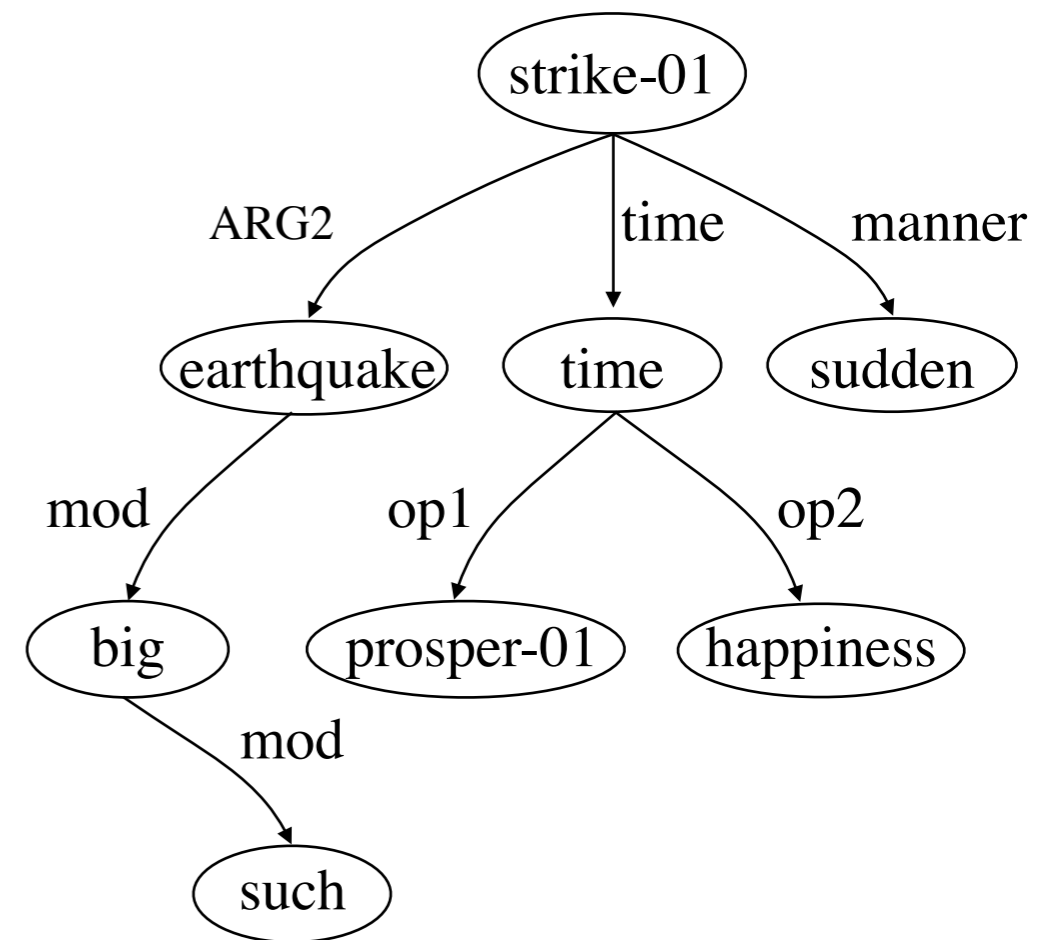 strike-01
ARG2 time manner
earthquake time sudden
mod op1 op2
big prosper-01 happiness
mod
such